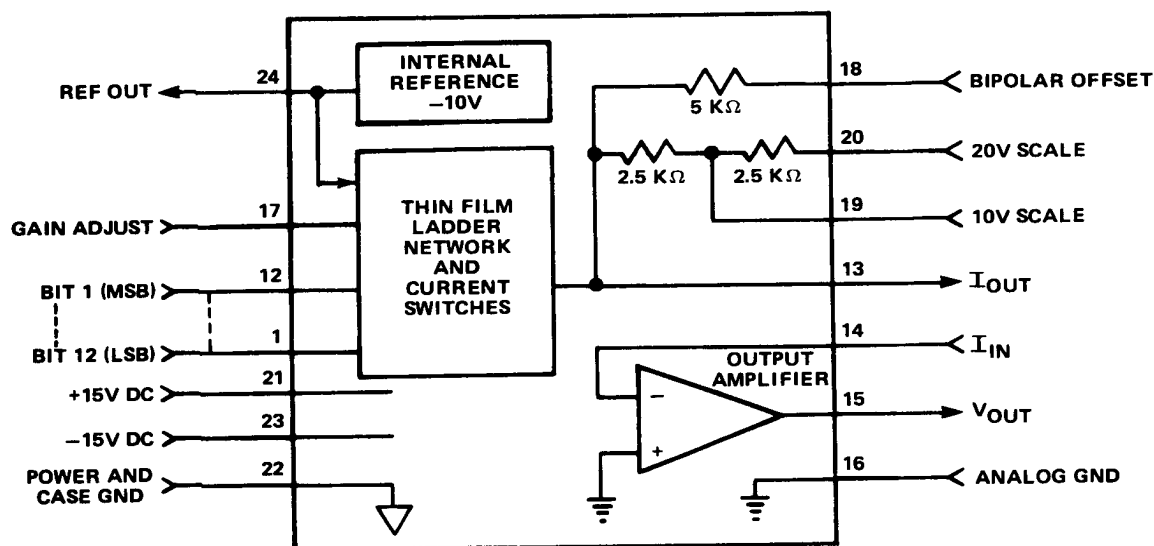 INTERNAL
REFERENCE
−10V
REF OUT
24
THIN FILM
LADDER
NETWORK
AND
CURRENT
SWITCHES
17
GAIN ADJUST
12
BIT 1 (MSB)
1
BIT 12 (LSB)
21
+15V DC
23
−15V DC
22
POWER AND
CASE GND
18
BIPOLAR OFFSET
5 KΩ
20
20V SCALE
2.5 KΩ
2.5 KΩ
19
10V SCALE
13
IOUT
14
IIN
OUTPUT
AMPLIFIER
−
+
15
VOUT
16
ANALOG GND